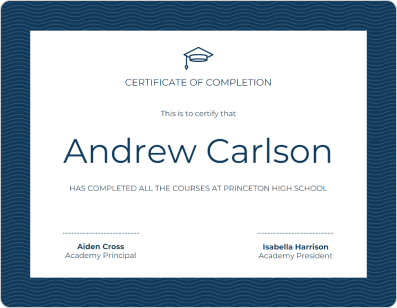 CERTIFICATE OF COMPLETION
This is to certify that
Andrew Carlson
HAS COMPLETED ALL THE COURSES AT PRINCETON HIGH SCHOOL
Aiden Cross
Academy Principal
Isabella Harrison
Academy President